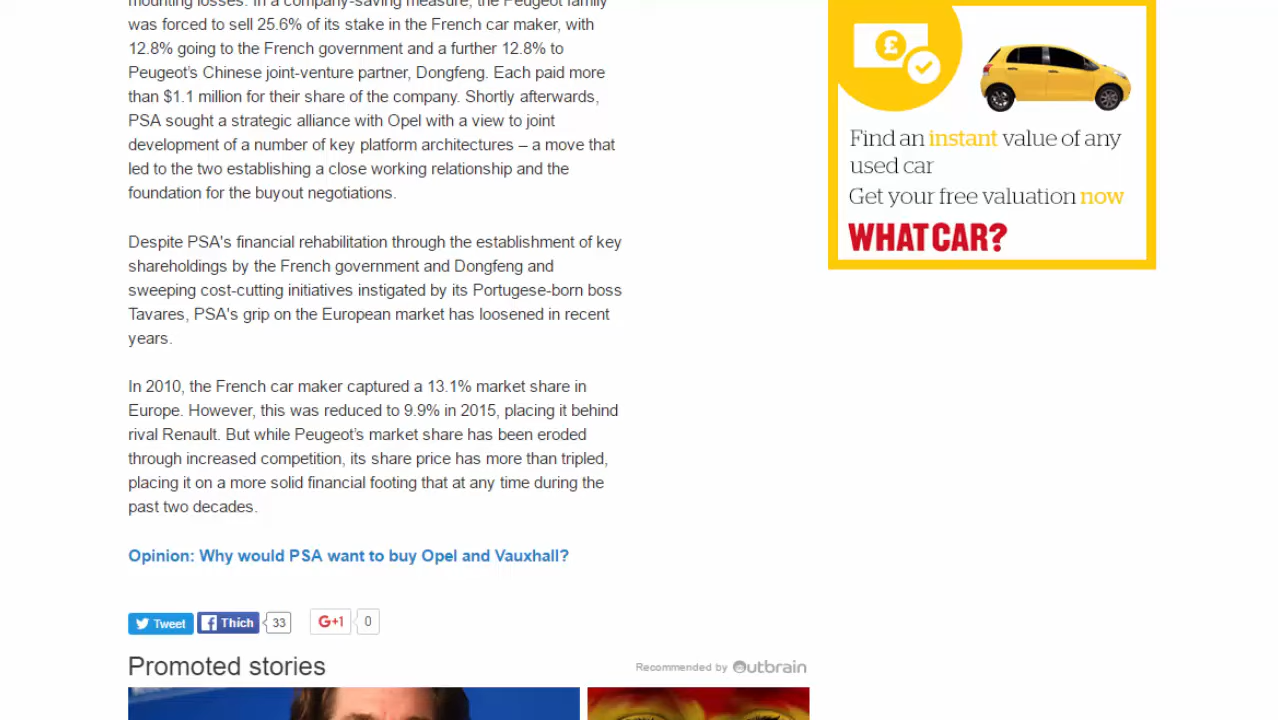 mounting losses. In a company-saving measure, the Peugeot family
was forced to sell 25.6% of its stake in the French car maker, with
12.8% going to the French government and a further 12.8% to
Peugeot’s Chinese joint-venture partner, Dongfeng. Each paid more
than $1.1 million for their share of the company. Shortly afterwards,
PSA sought a strategic alliance with Opel with a view to joint
development of a number of key platform architectures – a move that
led to the two establishing a close working relationship and the
foundation for the buyout negotiations.
Despite PSA's financial rehabilitation through the establishment of key
shareholdings by the French government and Dongfeng and
sweeping cost-cutting initiatives instigated by its Portugese-born boss
Tavares, PSA's grip on the European market has loosened in recent
years.
In 2010, the French car maker captured a 13.1% market share in
Europe. However, this was reduced to 9.9% in 2015, placing it behind
rival Renault. But while Peugeot’s market share has been eroded
through increased competition, its share price has more than tripled,
placing it on a more solid financial footing that at any time during the
past two decades.
Opinion: Why would PSA want to buy Opel and Vauxhall?
Tweet Thich 33 G+1 0
Promoted stories
Recommended by Outbrain
£
Find an instant value of any
used car
Get your free valuation now
WHAT CAR?